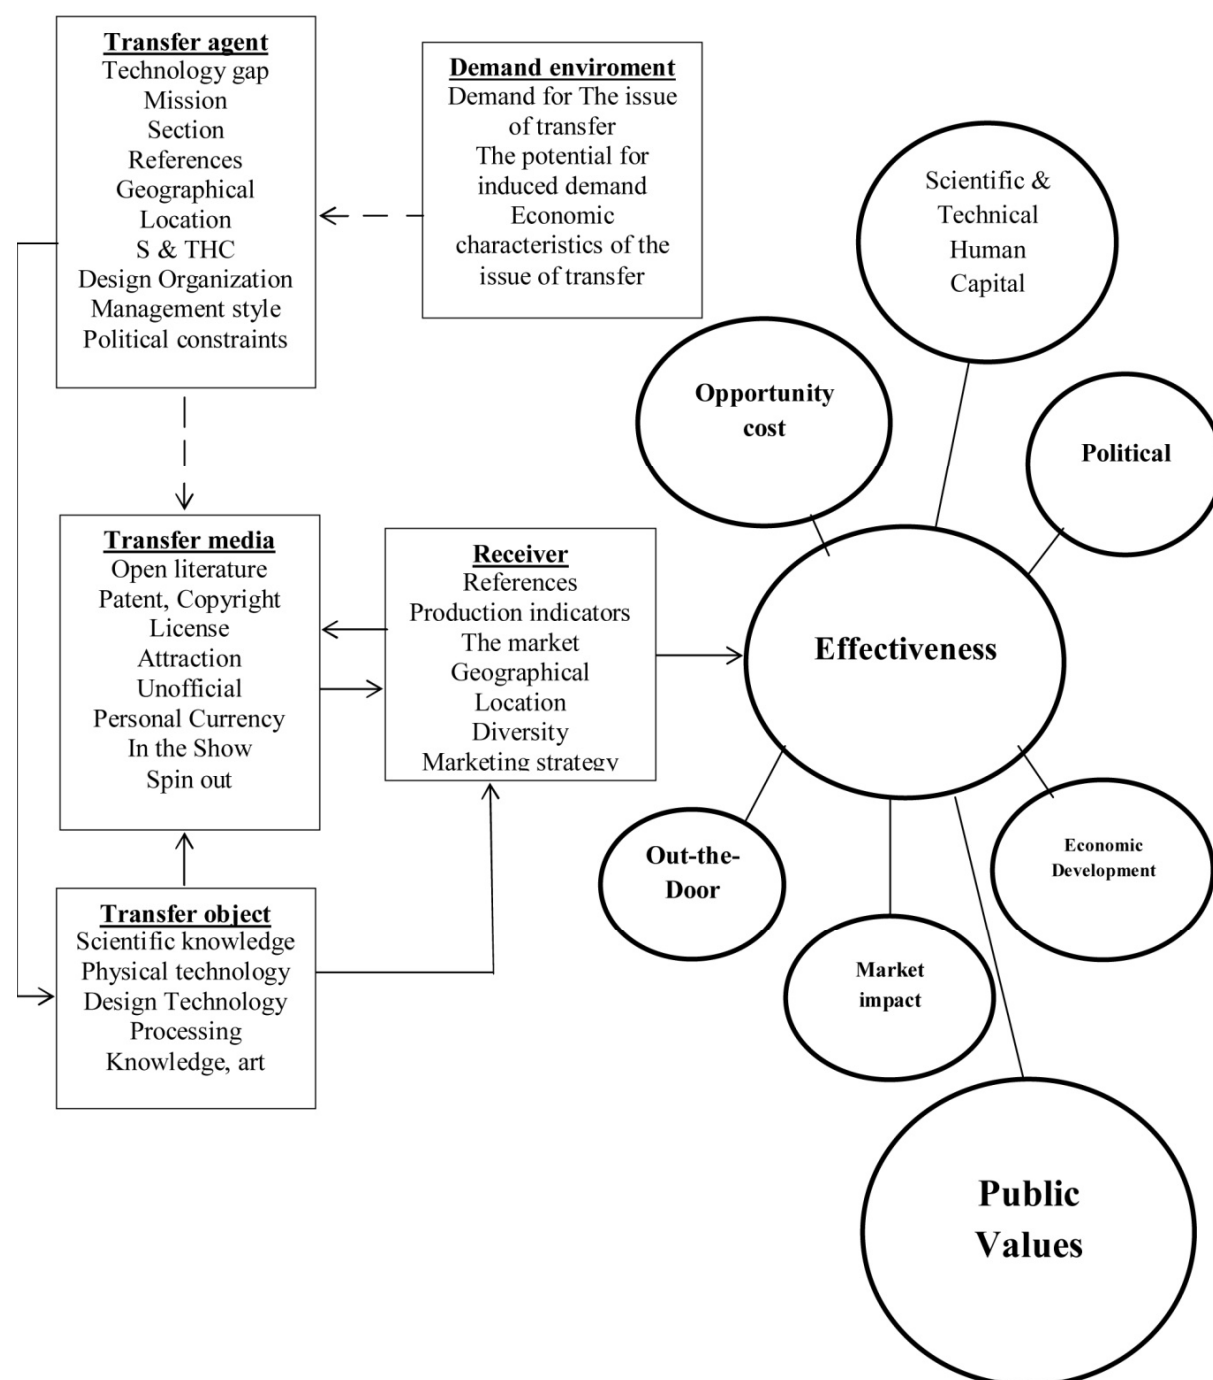 Transfer agent
Technology gap
Mission
Section
References
Geographical
Location
S & THC
Design Organization
Management style
Political constraints
Demand enviroment
Demand for The issue
of transfer
The potential for
induced demand
Economic
characteristics of the
issue of transfer
Scientific &
Technical
Human
Capital
Opportunity
cost
Political
Transfer media
Open literature
Patent, Copyright
License
Attraction
Unofficial
Personal Currency
In the Show
Spin out
Receiver
References
Production indicators
The market
Geographical
Location
Diversity
Marketing strategy
Effectiveness
Out-the-
Door
Market
impact
Economic
Development
Transfer object
Scientific knowledge
Physical technology
Design Technology
Processing
Knowledge, art
Public
Values